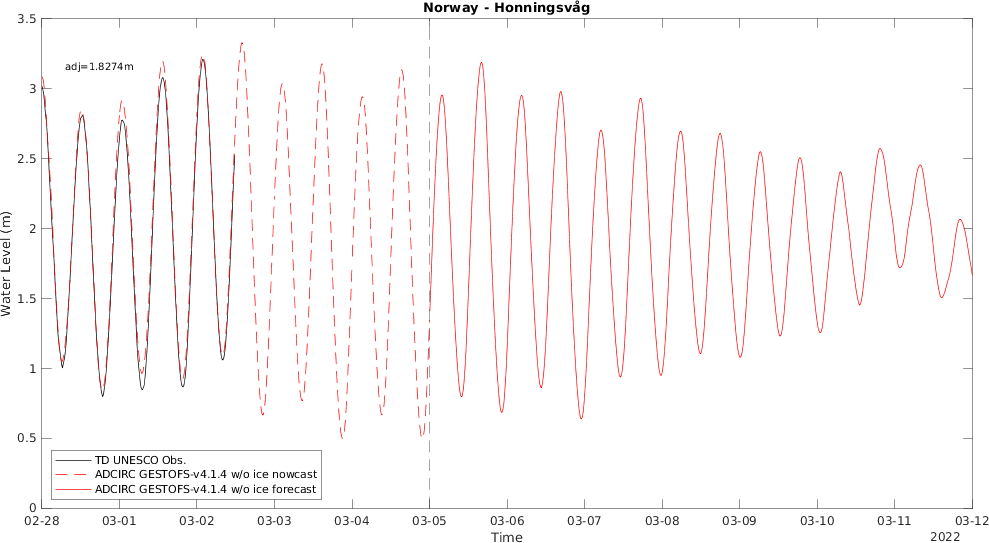 Norway - Honningsvåg
3.5
adj=1.8274m
3
2.5
2
1.5
1
0.5
0
Water Level (m)
TD UNESCO Obs.
ADCIRC GESTOFS-v4.1.4 w/o ice nowcast
ADCIRC GESTOFS-v4.1.4 w/o ice forecast
02-28 03-01 03-02 03-03 03-04 03-05 03-06 03-07 03-08 03-09 03-10 03-11 03-12
Time
2022